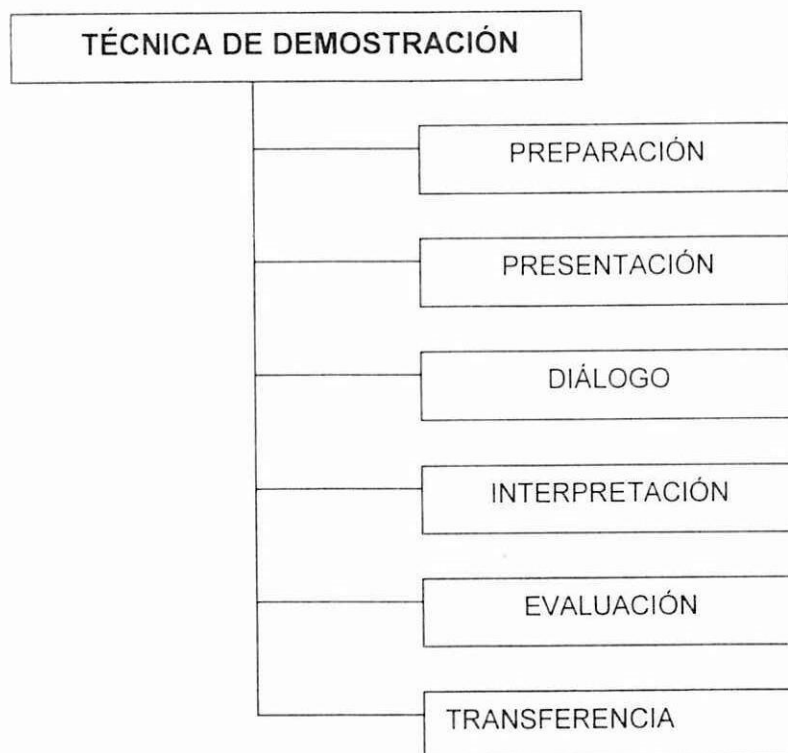 TÉCNICA DE DEMOSTRACIÓN
PREPARACIÓN
PRESENTACIÓN
DIÁLOGO
INTERPRETACIÓN
EVALUACIÓN
TRANSFERENCIA